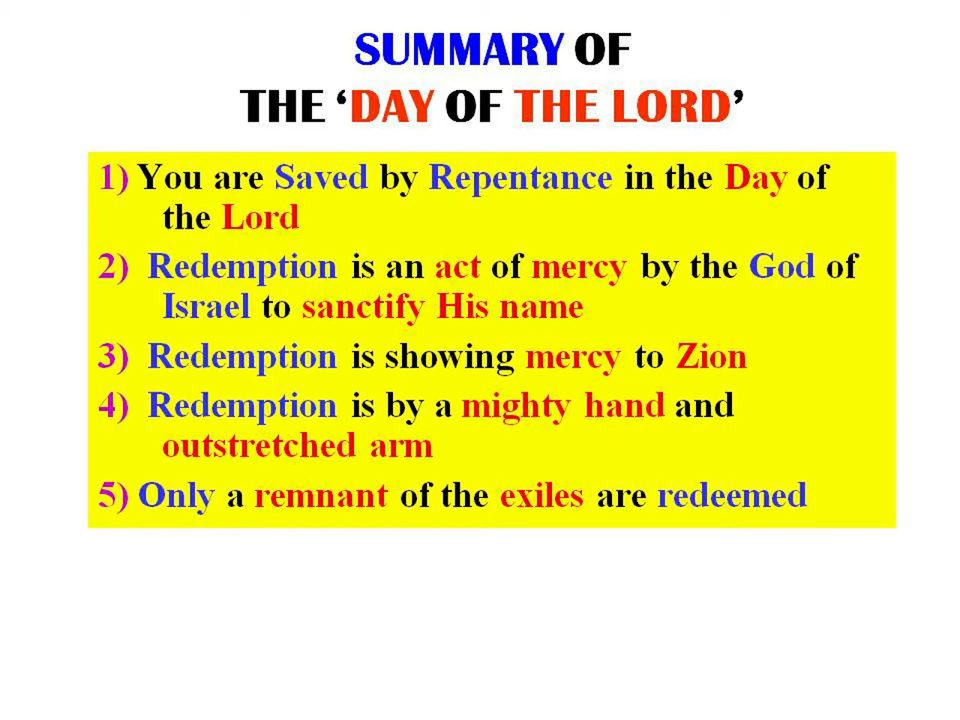 SUMMARY OF
THE ‘DAY OF THE LORD’
1) You are Saved by Repentance in the Day of
the Lord
2) Redemption is an act of mercy by the God of
Israel to sanctify His name
3) Redemption is showing mercy to Zion
4) Redemption is by a mighty hand and
outstretched arm
5) Only a remnant of the exiles are redeemed